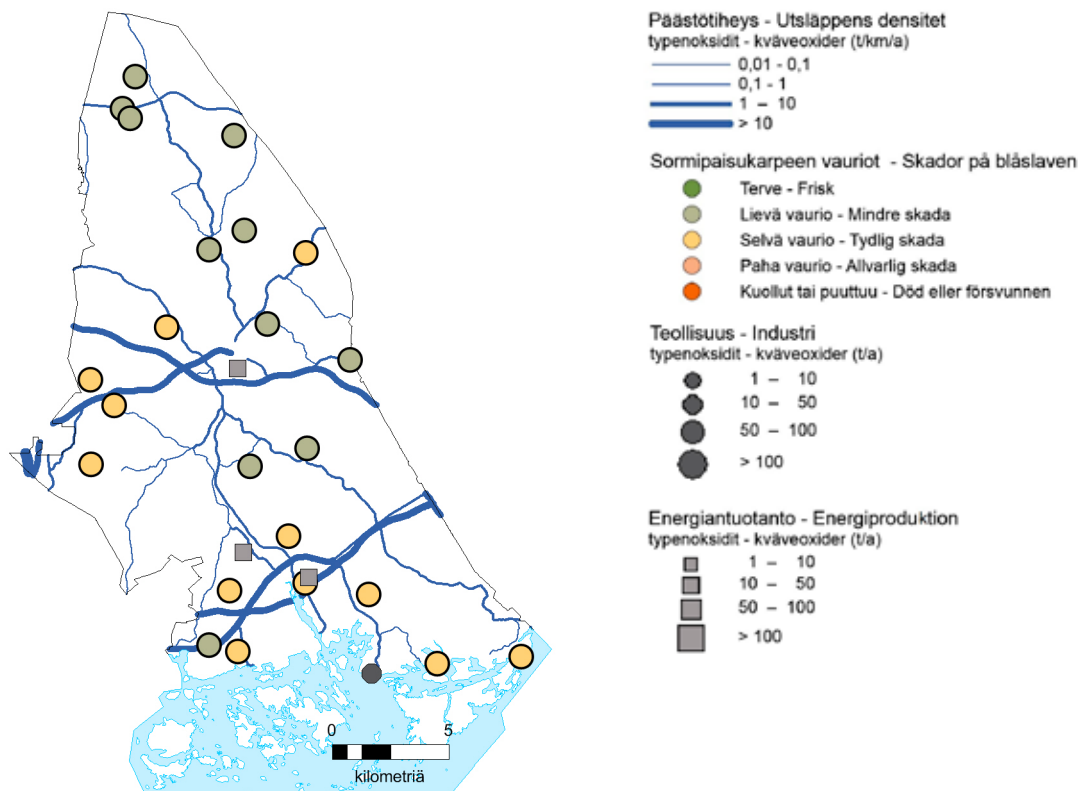 Päästötiheys - Utsläppens densitet
typenoksidit - kväveoxider (t/km/a)
0,01 - 0,1
0,1 - 1
1 – 10
> 10
Sormipaisukarpeen vauriot - Skador på blåslaven
Terve - Frisk
Lievä vaurio - Mindre skada
Selvä vaurio - Tydlig skada
Paha vaurio - Allvarlig skada
Kuollut tai puuttuu - Död eller försvunnen
Teollisuus - Industri
typenoksidit - kväveoxider (t/a)
1 – 10
10 – 50
50 – 100
> 100
Energiantuotanto - Energiproduktion
typenoksidit - kväveoxider (t/a)
1 – 10
10 – 50
50 – 100
> 100
0 5
kilometriä